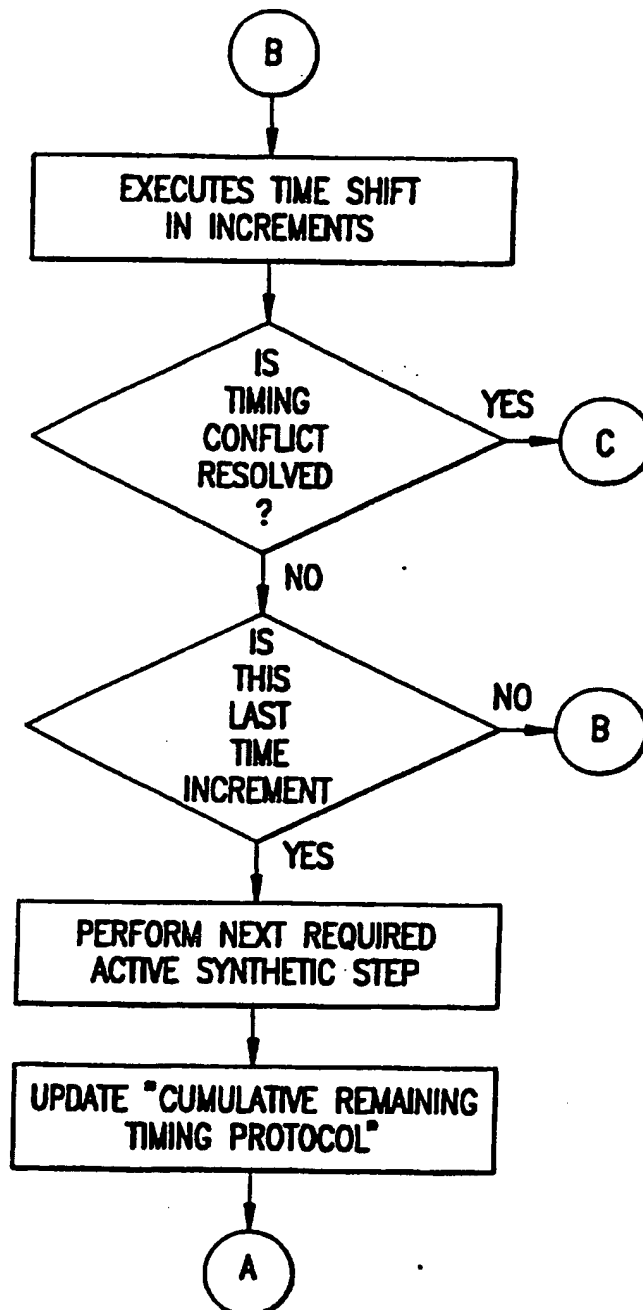 B
EXECUTES TIME SHIFT
IN INCREMENTS
IS
TIMING
CONFLICT
RESOLVED
?
YES
C
NO
IS
THIS
LAST
TIME
INCREMENT
NO
B
YES
PERFORM NEXT REQUIRED
ACTIVE SYNTHETIC STEP
UPDATE "CUMULATIVE REMAINING
TIMING PROTOCOL"
A